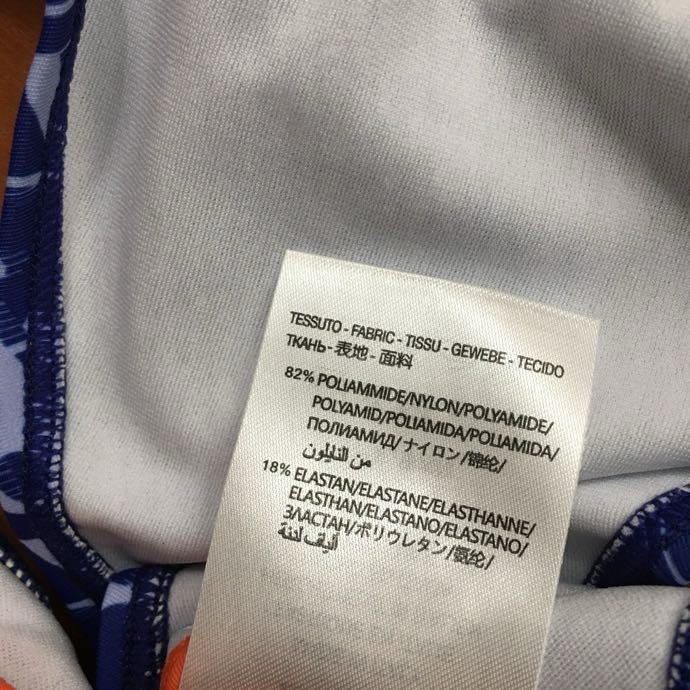 TESSUTO - FABRIC - TISSU - GEWEBE - TECIDO
ТКАНЬ - 表地 - 面料
82% POLIAMMIDE/NYLON/POLYAMIDE/
POLYAMID/POLIAMIDA/POLIAMIDA/
ПОЛИАМИД/ナイロン/锦纶/
من النايلون
18% ELASTAN/ELASTANE/ELASTHANNE/
ELASTHAN/ELASTANO/ELASTANO/
ЭЛАСТАН/ポリウレタン/氨纶/
ألياف لدنة